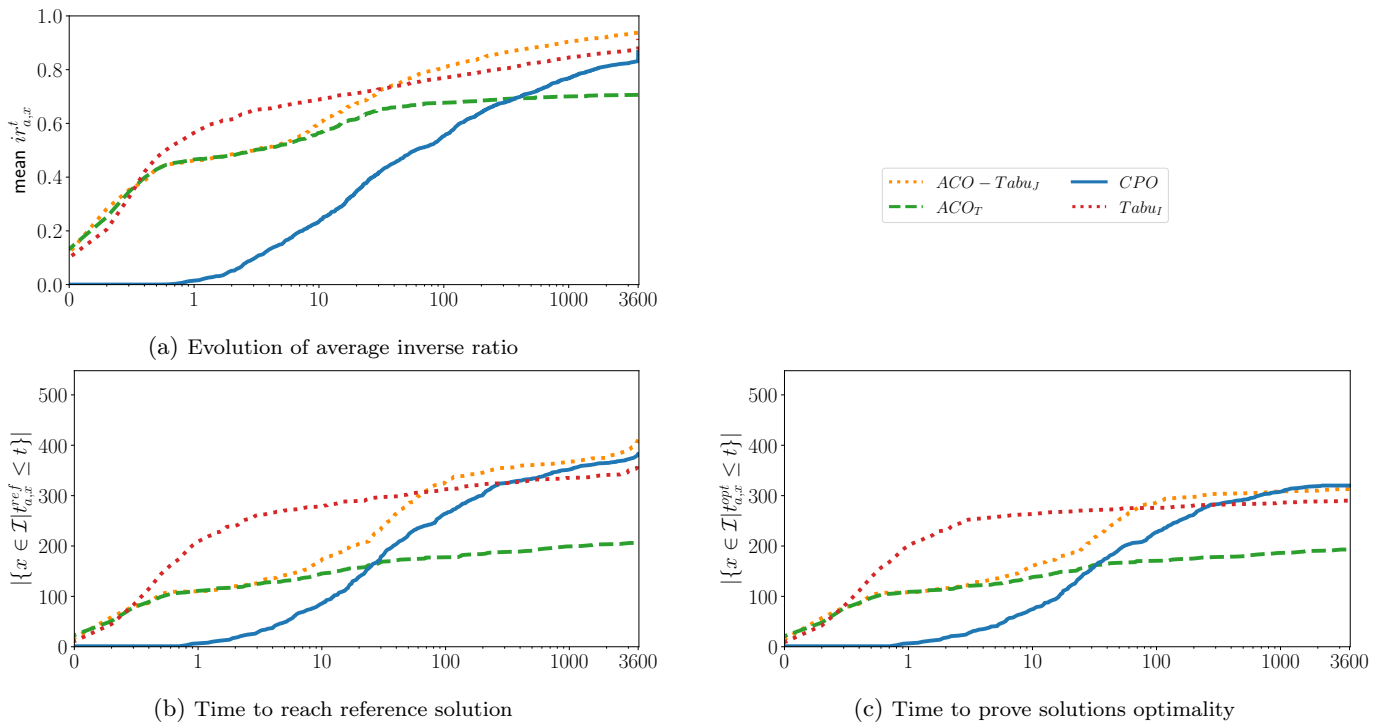 1.0
0.8
0.6
0.4
0.2
0.0
mean ir^t_{a,x}
0 1 10 100 1000 3600
(a) Evolution of average inverse ratio
ACO − Tabu_J
ACO_T
CPO
Tabu_I
500
400
300
200
100
0
|{x ∈ I|t^{ref}_{a,x} ≤ t}|
0 1 10 100 1000 3600
(b) Time to reach reference solution
500
400
300
200
100
0
|{x ∈ I|t^{opt}_{a,x} ≤ t}|
0 1 10 100 1000 3600
(c) Time to prove solutions optimality